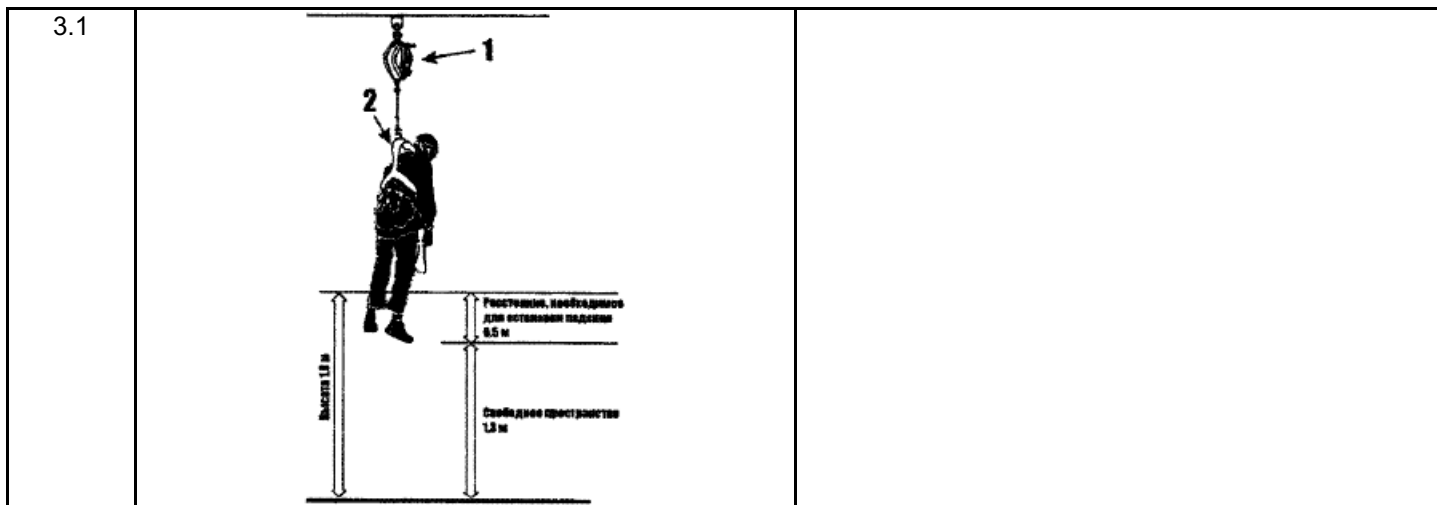 3.1
1
2
Расстояние, необходимое
для остановки падения
0.5 м
Высота 1.8 м
Свободное пространство
1.3 м